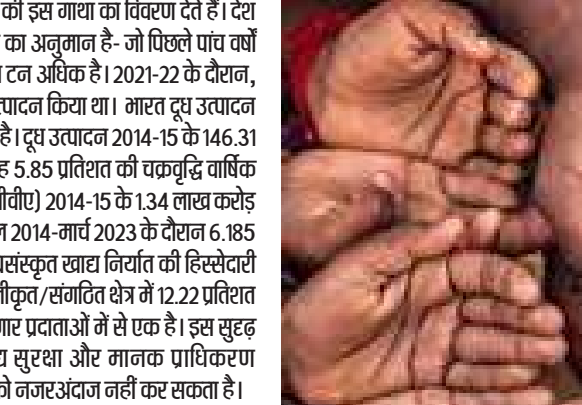 की इस गाथा का विवरण देते हैं। देश
का अनुमान है- जो पिछले पांच वर्षों
टन अधिक है। 2021-22 के दौरान,
त्पादन किया था। भारत दूध उत्पादन
है। दूध उत्पादन 2014-15 के 146.31
ह 5.85 प्रतिशत की चक्रवृद्धि वार्षिक
ीवीए) 2014-15 के 1.34 लाख करोड़
ल 2014-मार्च 2023 के दौरान 6.185
संस्कृत खाद्य निर्यात की हिस्सेदारी
ीकृत/संगठित क्षेत्र में 12.22 प्रतिशत
गार प्रदाताओं में से एक है। इस सुदृढ़
द्य सुरक्षा और मानक प्राधिकरण
को नजरअंदाज नहीं कर सकता है।